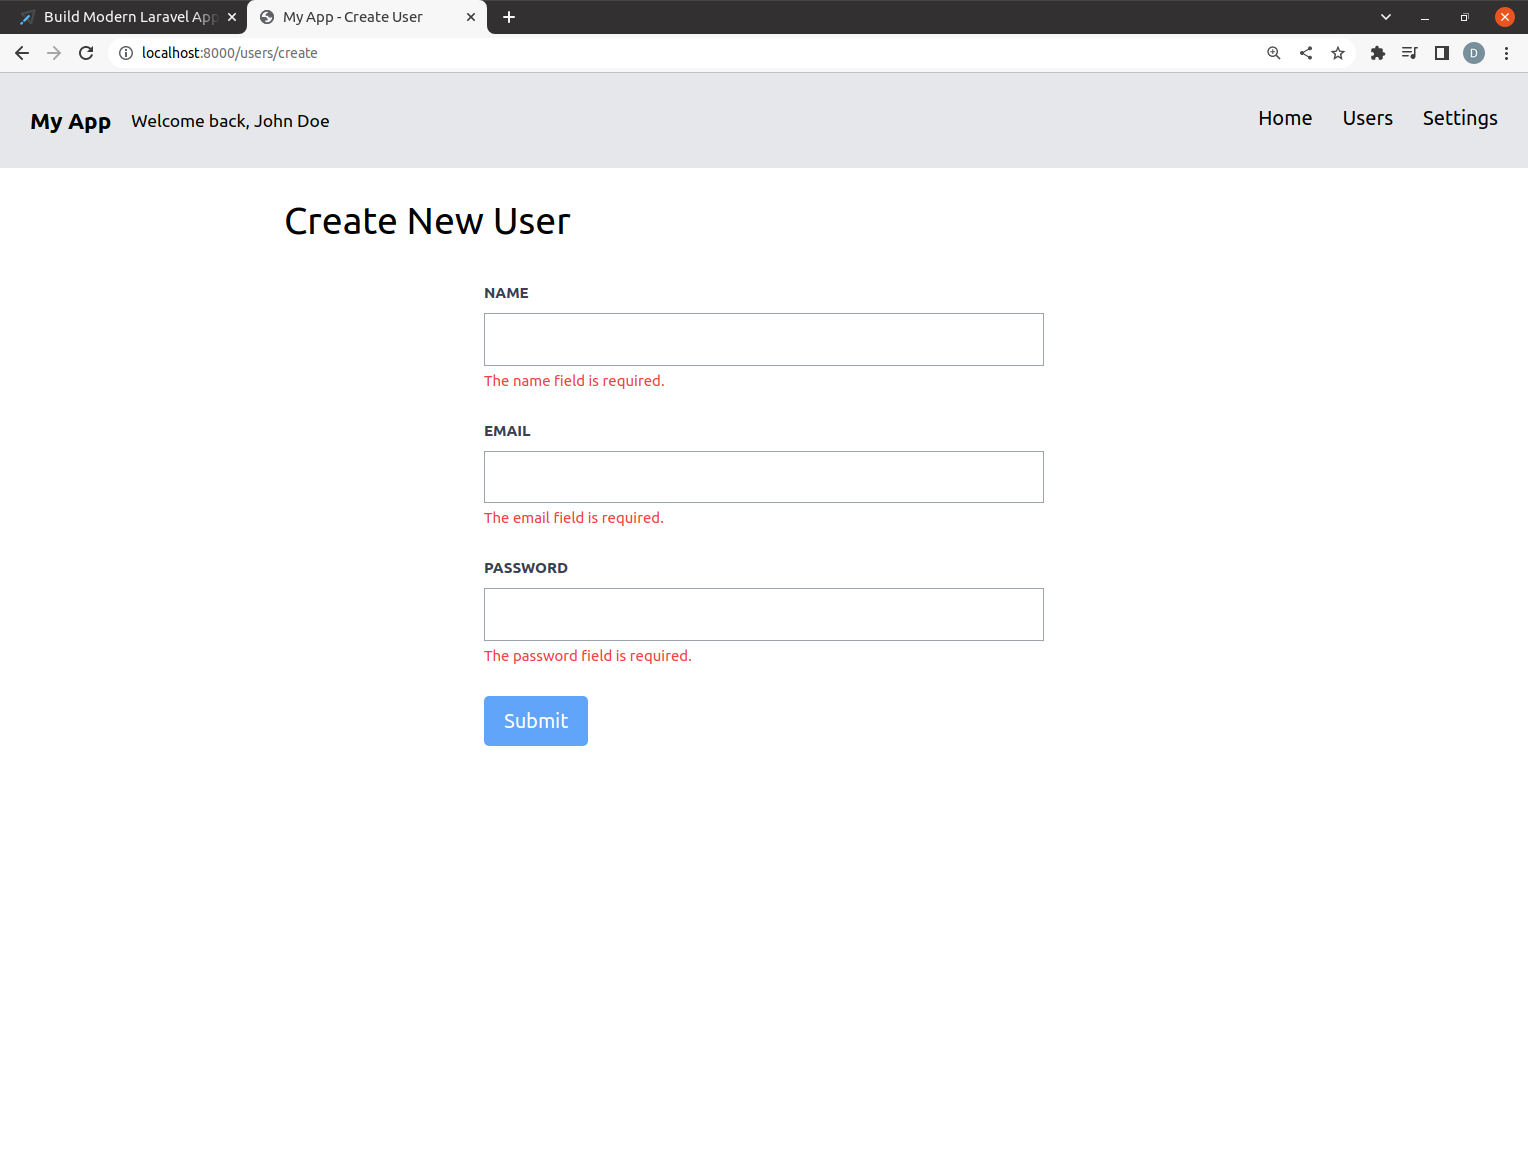 Build Modern Laravel App
My App - Create User
localhost:8000/users/create
D
My App Welcome back, John Doe Home Users Settings
Create New User
NAME
The name field is required.
EMAIL
The email field is required.
PASSWORD
The password field is required.
Submit